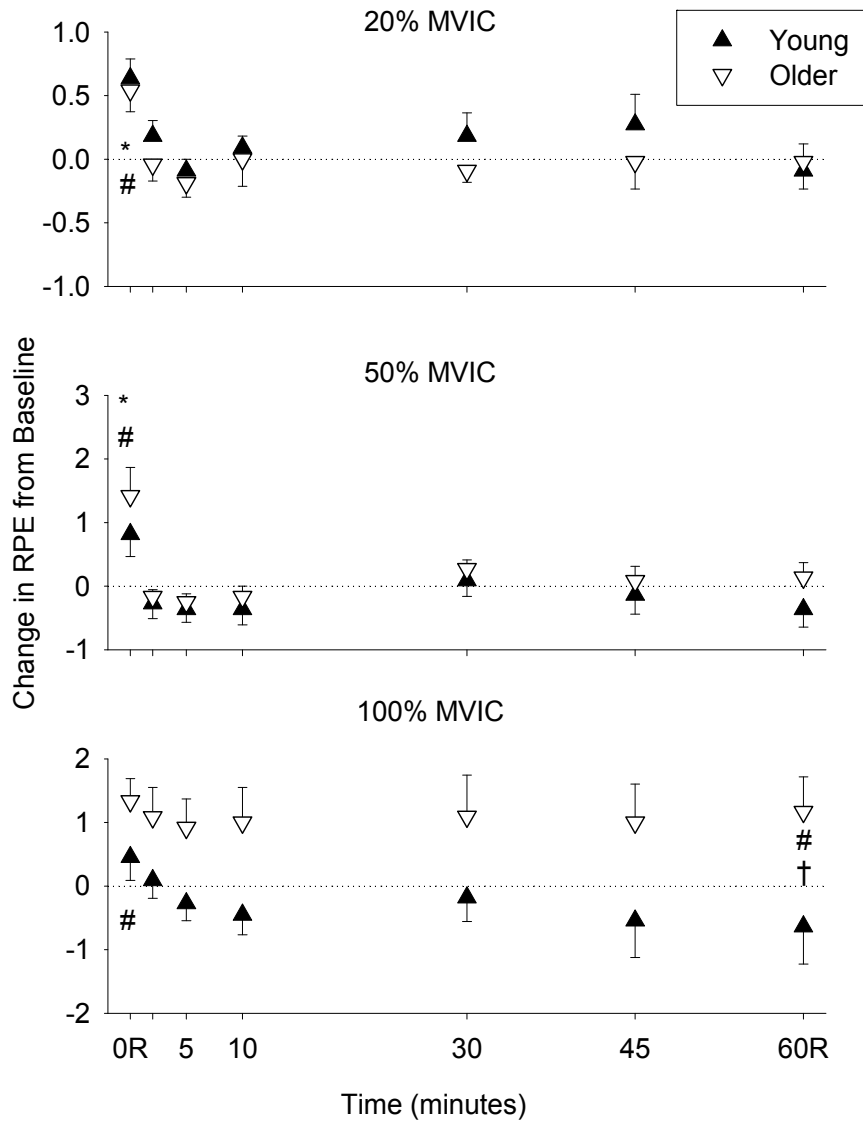 20% MVIC
Young
Older
1.0
0.5
0.0
-0.5
-1.0
*
#
Change in RPE from Baseline
50% MVIC
3
2
1
0
-1
*
#
100% MVIC
2
1
0
-1
-2
#
#
†
0R 5 10 30 45 60R
Time (minutes)